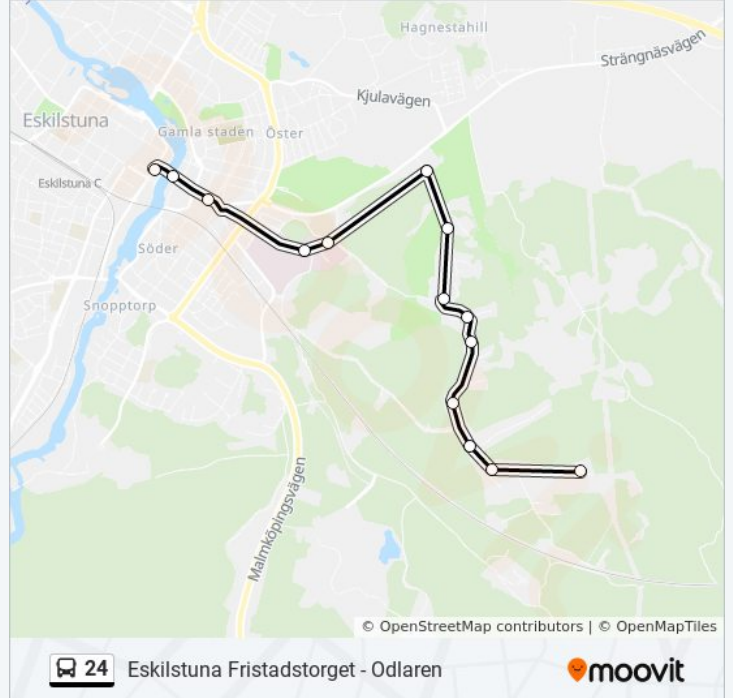 Hagnestahill
Strängnäsvägen
Kjulavägen
Eskilstuna
Gamla staden
Öster
Eskilstuna C
Söder
Snopptorp
Malmköpingsvägen
© OpenStreetMap contributors | © OpenMapTiles
24 Eskilstuna Fristadstorget - Odlaren moovit